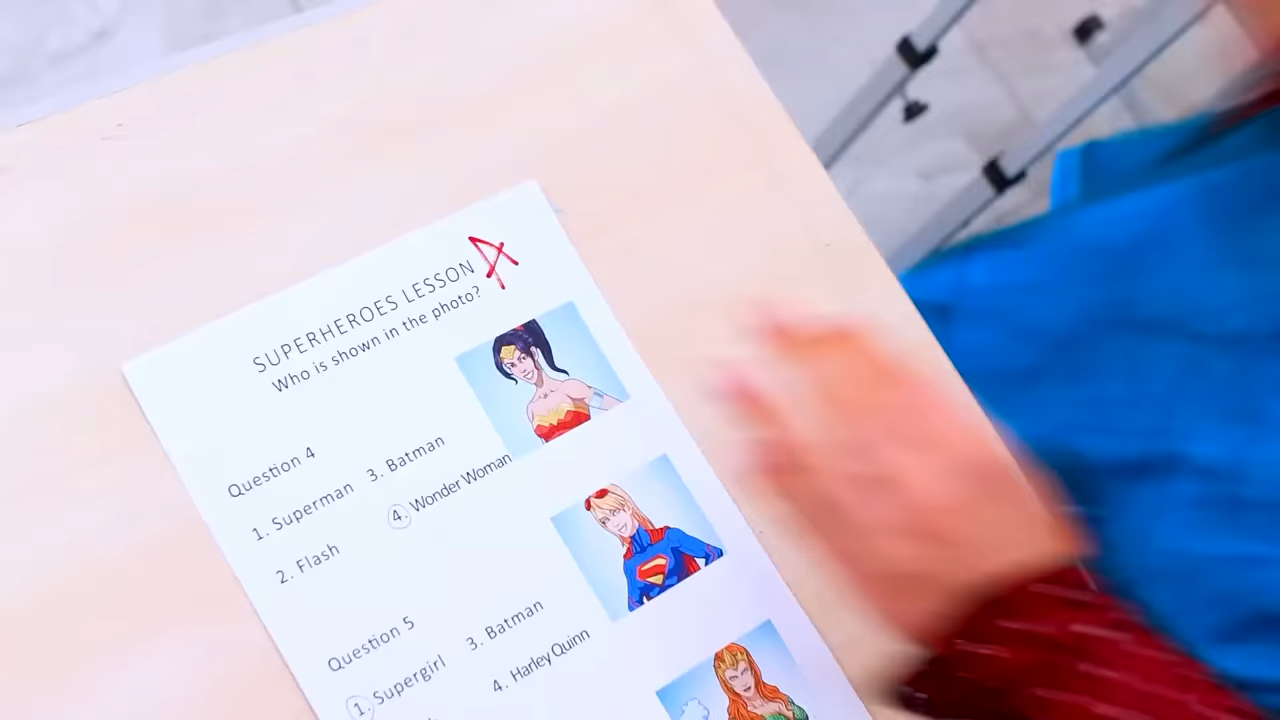 SUPERHEROES LESSON A
Who is shown in the photo?
Question 4
1. Superman
3. Batman
2. Flash
4. Wonder Woman
Question 5
1. Supergirl
3. Batman
4. Harley Quinn